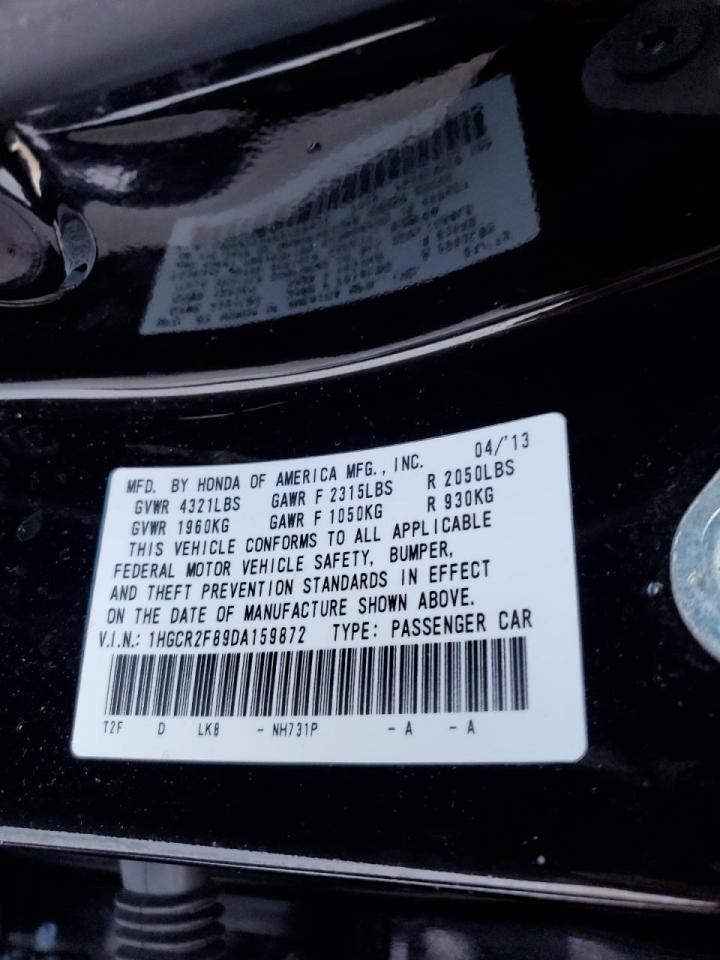 MFD. BY HONDA OF AMERICA MFG., INC. 04/'13
GVWR 4321LBS GAWR F 2315LBS R 2050LBS
GVWR 1960KG GAWR F 1050KG R 930KG
THIS VEHICLE CONFORMS TO ALL APPLICABLE
FEDERAL MOTOR VEHICLE SAFETY, BUMPER,
AND THEFT PREVENTION STANDARDS IN EFFECT
ON THE DATE OF MANUFACTURE SHOWN ABOVE.
V.I.N.: 1HGCR2F89DA159872 TYPE: PASSENGER CAR
T2F D LK8 - NH731P - A - A